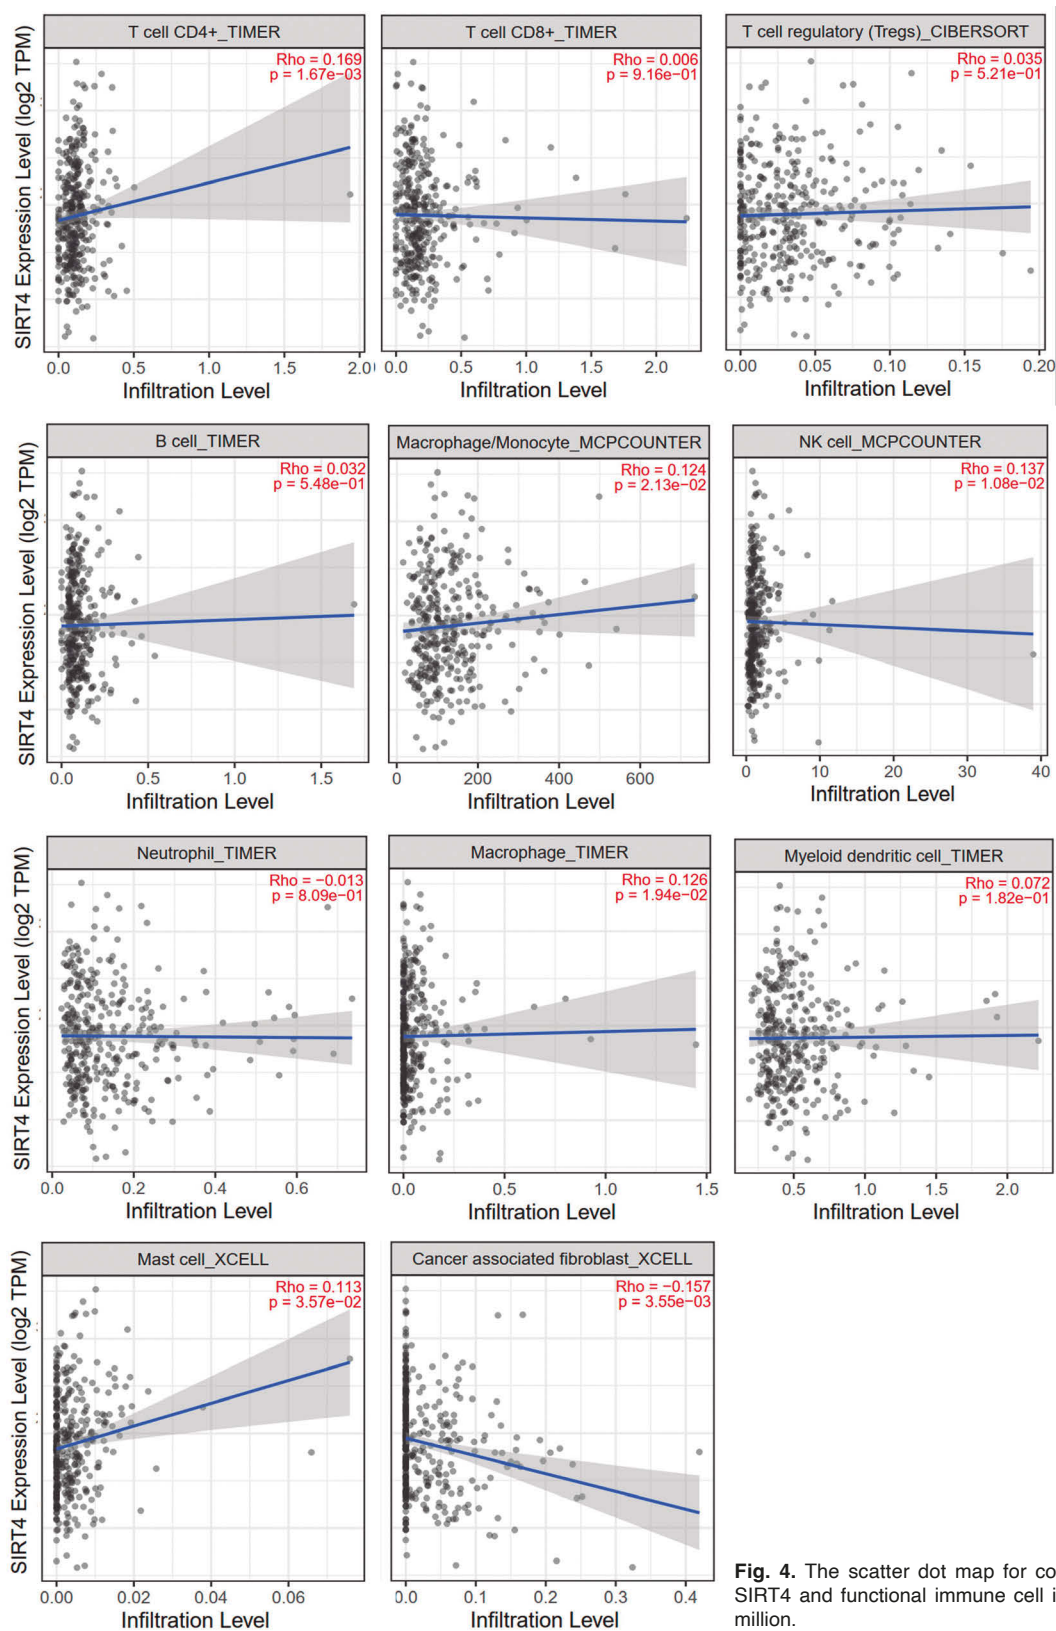 T cell CD4+_TIMER
Rho = 0.169
p = 1.67e−03
SIRT4 Expression Level (log2 TPM)
0.0 0.5 1.0 1.5 2.0
Infiltration Level
T cell CD8+_TIMER
Rho = 0.006
p = 9.16e−01
0.0 0.5 1.0 1.5 2.0
Infiltration Level
T cell regulatory (Tregs)_CIBERSORT
Rho = 0.035
p = 5.21e−01
0.00 0.05 0.10 0.15 0.20
Infiltration Level
B cell_TIMER
Rho = 0.032
p = 5.48e−01
SIRT4 Expression Level (log2 TPM)
0.0 0.5 1.0 1.5
Infiltration Level
Macrophage/Monocyte_MCPCOUNTER
Rho = 0.124
p = 2.13e−02
0 200 400 600
Infiltration Level
NK cell_MCPCOUNTER
Rho = 0.137
p = 1.08e−02
0 10 20 30 40
Infiltration Level
Neutrophil_TIMER
Rho = −0.013
p = 8.09e−01
SIRT4 Expression Level (log2 TPM)
0.0 0.2 0.4 0.6
Infiltration Level
Macrophage_TIMER
Rho = 0.126
p = 1.94e−02
0.0 0.5 1.0 1.5
Infiltration Level
Myeloid dendritic cell_TIMER
Rho = 0.072
p = 1.82e−01
0.5 1.0 1.5 2.0
Infiltration Level
Mast cell_XCELL
Rho = 0.113
p = 3.57e−02
SIRT4 Expression Level (log2 TPM)
0.00 0.02 0.04 0.06
Infiltration Level
Cancer associated fibroblast_XCELL
Rho = −0.157
p = 3.55e−03
0.0 0.1 0.2 0.3 0.4
Infiltration Level
Fig. 4. The scatter dot map for co
SIRT4 and functional immune cell i
million.